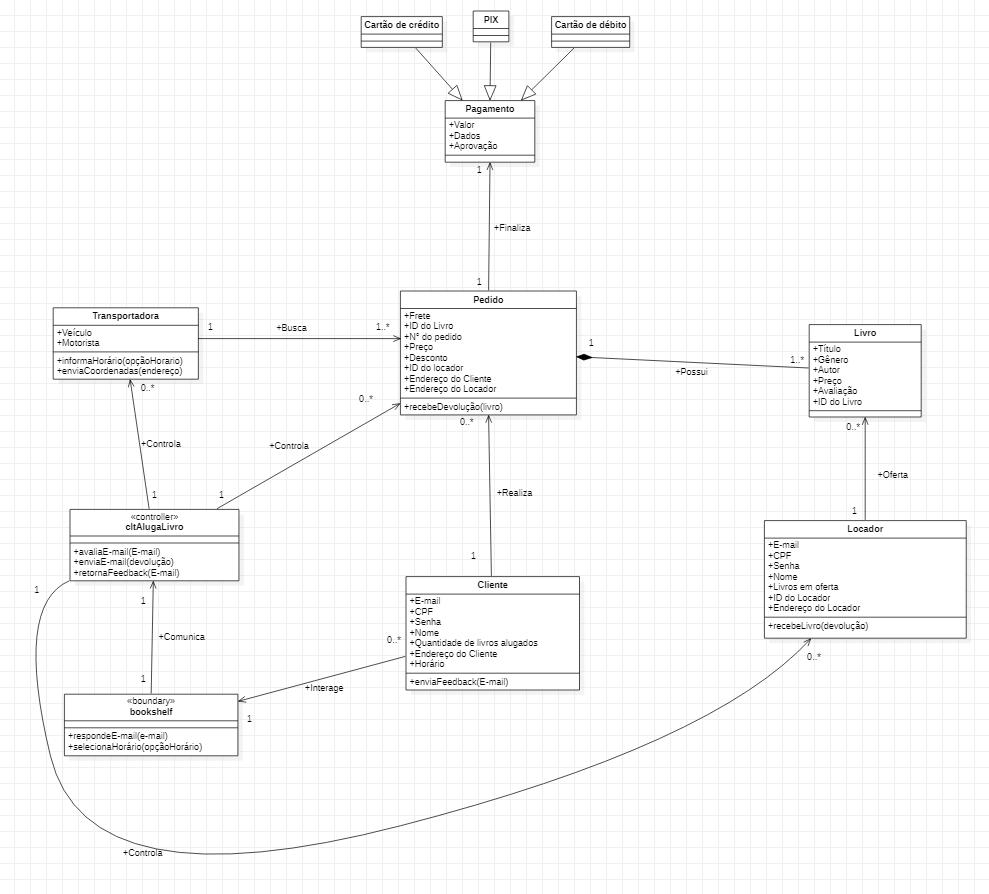 Cartão de crédito
PIX
Cartão de débito
Pagamento
+Valor
+Dados
+Aprovação
1
+Finaliza
1
Transportadora
+Veículo
+Motorista
+informaHorário(opçãoHorario)
+enviaCoordenadas(endereço)
0..*
1
+Busca
1..*
Pedido
+Frete
+ID do Livro
+N° do pedido
+Preço
+Desconto
+ID do locador
+Endereço do Cliente
+Endereço do Locador
+recebeDevolução(livro)
0..*
0..*
1
+Possui
1..*
Livro
+Título
+Gênero
+Autor
+Preço
+Avaliação
+ID do Livro
0..*
+Controla
+Controla
+Realiza
+Oferta
1
1
1
1
«controller»
cltAlugaLivro
+avaliaE-mail(E-mail)
+enviaE-mail(devolução)
+retornaFeedback(E-mail)
1
1
+Comunica
1
Cliente
+E-mail
+CPF
+Senha
+Nome
+Quantidade de livros alugados
+Endereço do Cliente
+Horário
+enviaFeedback(E-mail)
0..*
+Interage
1
Locador
+E-mail
+CPF
+Senha
+Nome
+Livros em oferta
+ID do Locador
+Endereço do Locador
+recebeLivro(devolução)
0..*
«boundary»
bookshelf
+respondeE-mail(e-mail)
+selecionaHorário(opçãoHorário)
+Controla